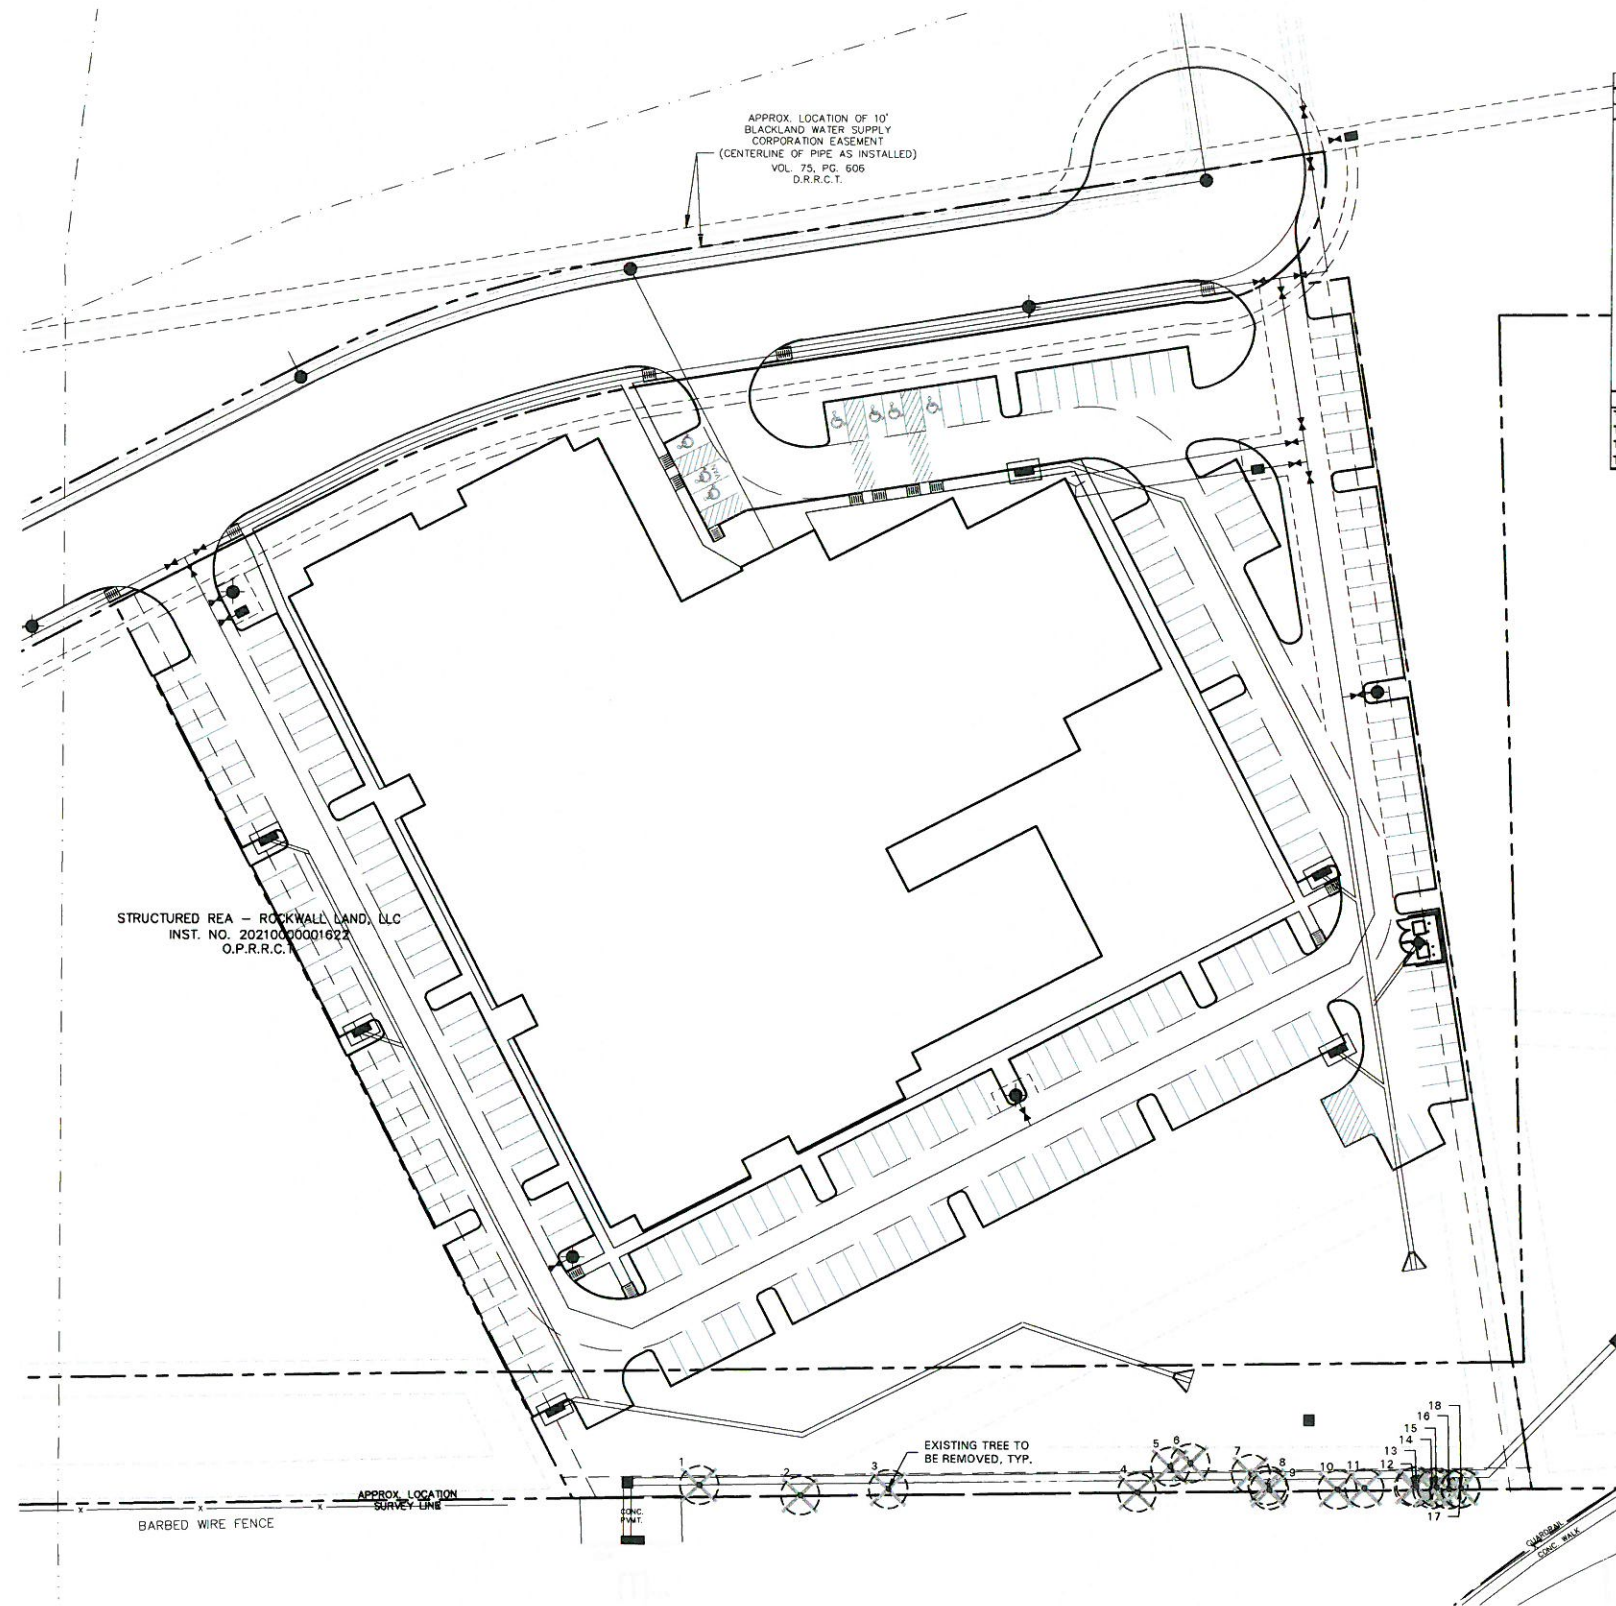 APPROX. LOCATION OF 10'
BLACKLAND WATER SUPPLY
CORPORATION EASEMENT
(CENTERLINE OF PIPE AS INSTALLED)
VOL. 75, PG. 606
D.R.R.C.T.
VAN
STRUCTURED REA – ROCKWALL LAND, LLC
INST. NO. 20210000001622
O.P.R.R.C.T.
EXISTING TREE TO
BE REMOVED, TYP.
1
2
3
4
5
6
7
8
9
10
11
12
13
14
15
16
18
17
APPROX. LOCATION
SURVEY LINE
X
X
X
BARBED WIRE FENCE
CONC.
PVMT.
GUARDRAIL
CONC. WALK